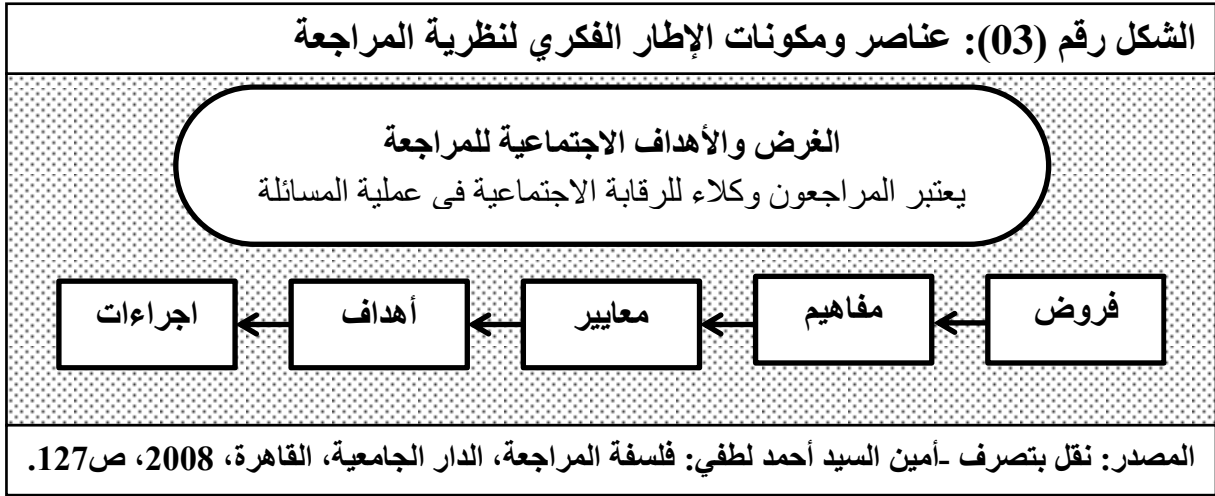 الشكل رقم (03): عناصر ومكونات الإطار الفكري لنظرية المراجعة
الغرض والأهداف الاجتماعية للمراجعة
يعتبر المراجعون وكلاء للرقابة الاجتماعية في عملية المسائلة
فروض
مفاهيم
معايير
أهداف
اجراءات
المصدر: نقل بتصرف -أمين السيد أحمد لطفي: فلسفة المراجعة، الدار الجامعية، القاهرة، 2008، ص127.